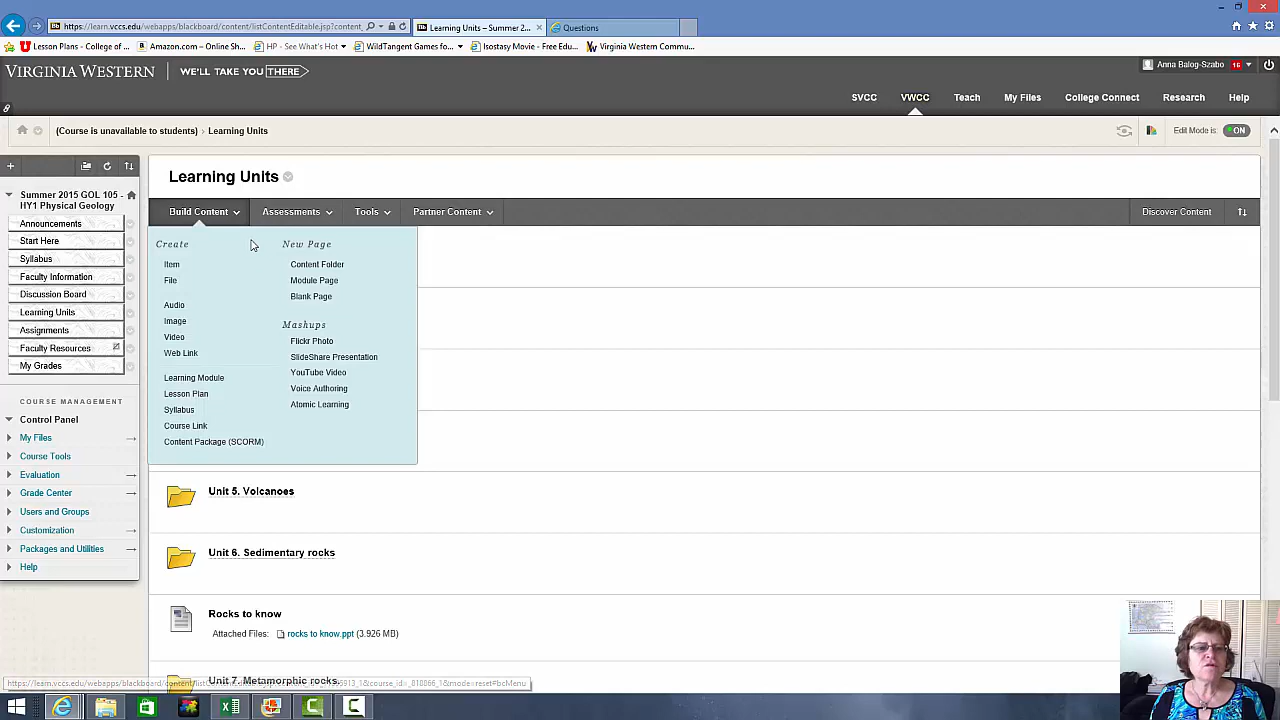 https://learn.vccs.edu/webapps/blackboard/content/listContentEditable.jsp?content_
Learning Units – Summer 2...
Questions
Lesson Plans - College of ...
Amazon.com – Online Sh...
HP - See What's Hot
WildTangent Games fo...
Isostasy Movie - Free Edu...
Virginia Western Commu...
VIRGINIA WESTERN
WE'LL TAKE YOU THERE
Anna Balog-Szabo
16
SVCC
VWCC
Teach
My Files
College Connect
Research
Help
(Course is unavailable to students) > Learning Units
Edit Mode is:
ON
Summer 2015 GOL 105 -
HY1 Physical Geology
Announcements
Start Here
Syllabus
Faculty Information
Discussion Board
Learning Units
Assignments
Faculty Resources
My Grades
COURSE MANAGEMENT
Control Panel
My Files
Course Tools
Evaluation
Grade Center
Users and Groups
Customization
Packages and Utilities
Help
Learning Units
Build Content
Assessments
Tools
Partner Content
Discover Content
Create
Item
File
Audio
Image
Video
Web Link
Learning Module
Lesson Plan
Syllabus
Course Link
Content Package (SCORM)
New Page
Content Folder
Module Page
Blank Page
Mashups
Flickr Photo
SlideShare Presentation
YouTube Video
Voice Authoring
Atomic Learning
Unit 5. Volcanoes
Unit 6. Sedimentary rocks
Rocks to know
Attached Files: rocks to know.ppt (3.926 MB)
Unit 7. Metamorphic rocks.